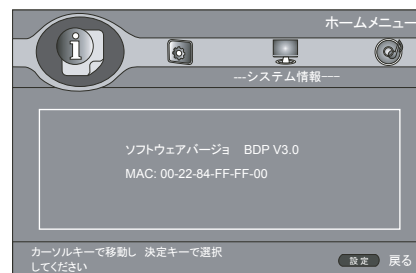 ホームメニュー
---システム情報---
ソフトウェアバージョ BDP V3.0
MAC: 00-22-84-FF-FF-00
カーソルキーで移動し 決定キーで選択
してください
設定 戻る